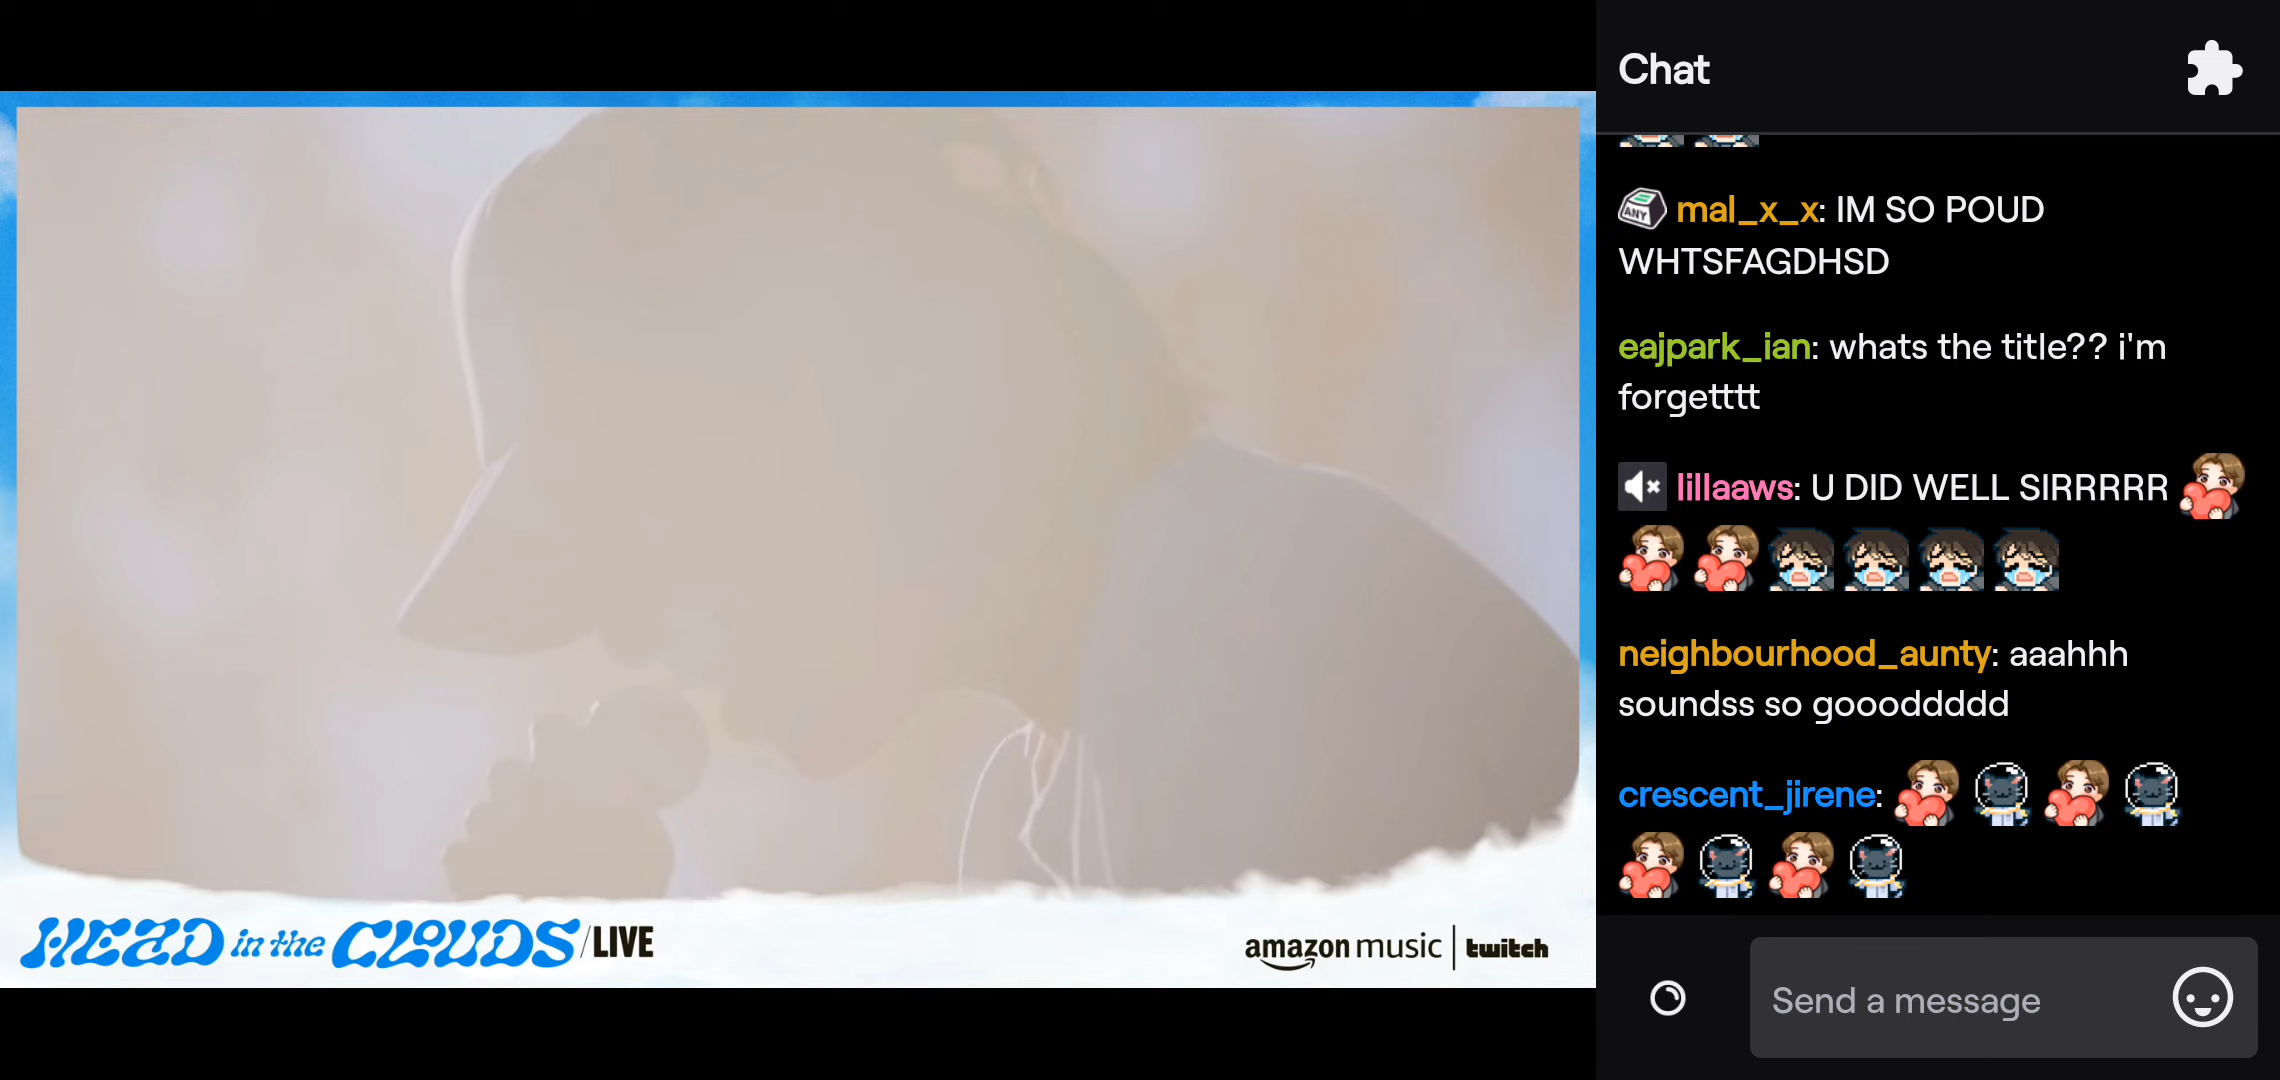 HEAD in the CLOUDS/LIVE
amazon music | twitch
Chat
ANY mal_x_x: IM SO POUD
WHTSFAGDHSD
eajpark_ian: whats the title?? i'm
forgetttt
lillaaws: U DID WELL SIRRRRR
neighbourhood_aunty: aaahhh
soundss so goooddddd
crescent_jirene:
Send a message